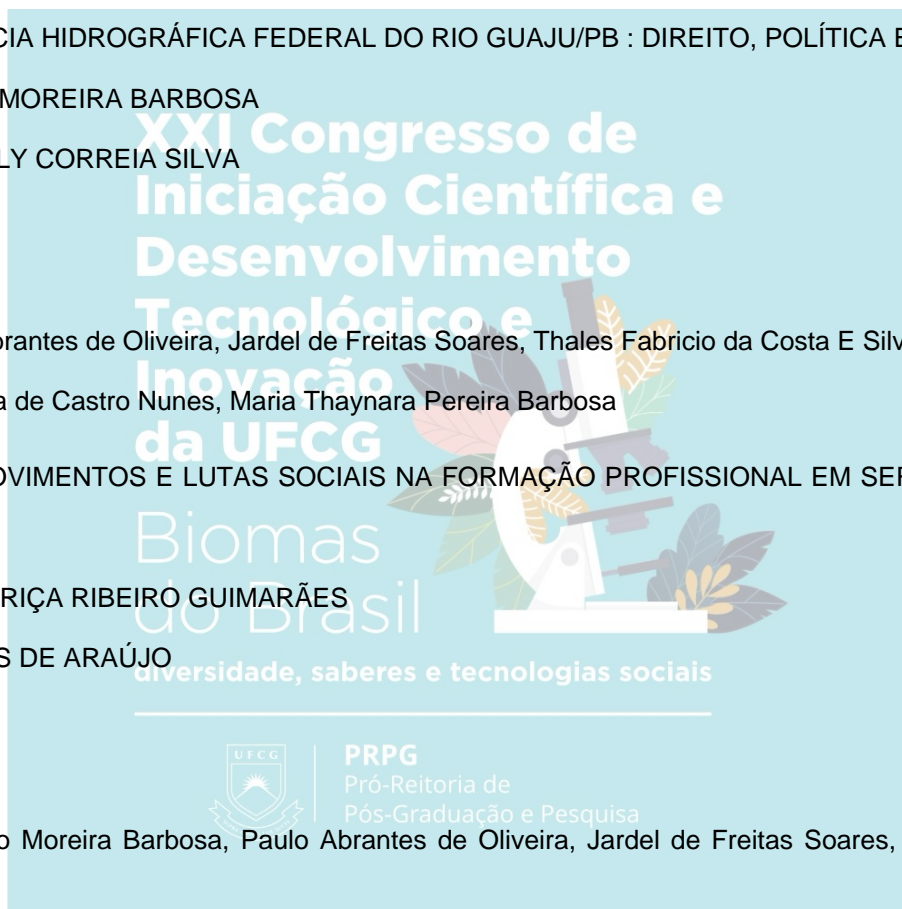 CIA HIDROGRÁFICA FEDERAL DO RIO GUAJU/PB : DIREITO, POLÍTICA E
MOREIRA BARBOSA
XXI Congresso de
LY CORREIA SILVA
Iniciação Científica e
Desenvolvimento
Tecnológico e
brantes de Oliveira, Jardel de Freitas Soares, Thales Fabricio da Costa E Silv
Inovação
a de Castro Nunes, Maria Thaynara Pereira Barbosa
da UFCG
OVIMENTOS E LUTAS SOCIAIS NA FORMAÇÃO PROFISSIONAL EM SER
Biomas
do Brasil
RIÇA RIBEIRO GUIMARÃES
S DE ARAÚJO
diversidade, saberes e tecnologias sociais
UFCG
PRPG
Pró-Reitoria de
Pós-Graduação e Pesquisa
o Moreira Barbosa, Paulo Abrantes de Oliveira, Jardel de Freitas Soares,